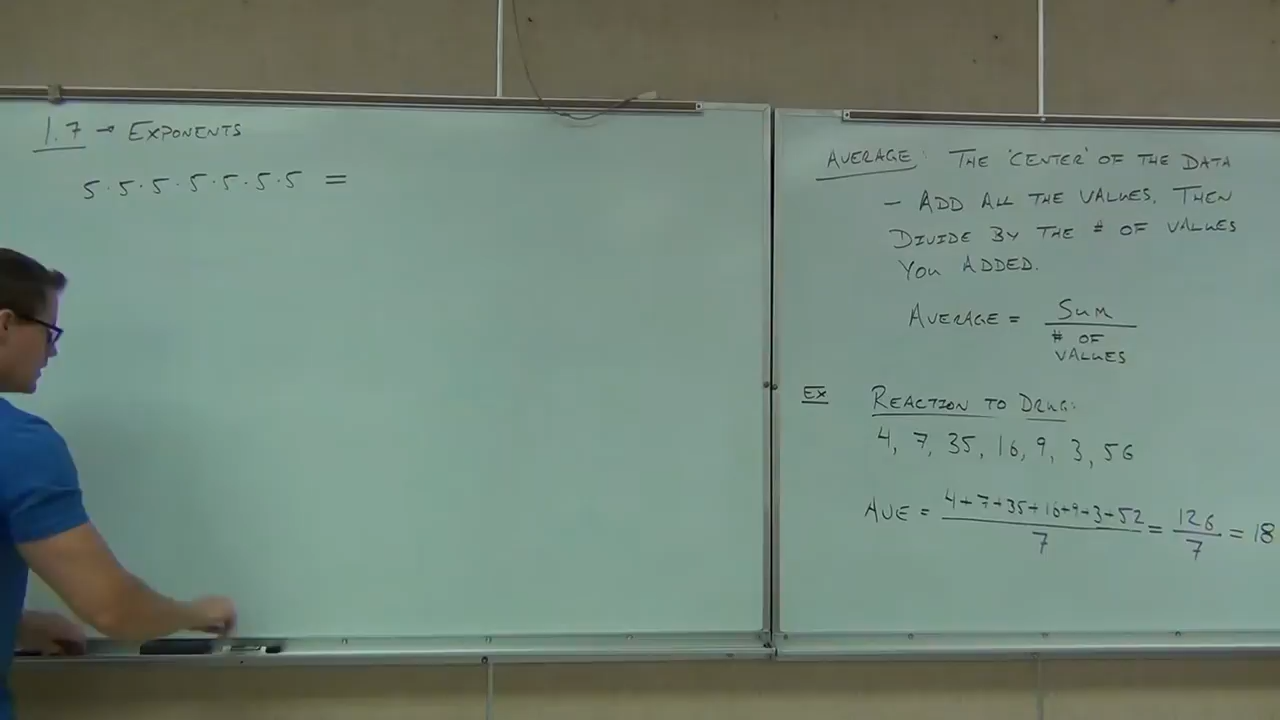 1.7 → EXPONENTS
5·5·5·5·5·5·5 =
AVERAGE: THE 'CENTER' OF THE DATA
- ADD ALL THE VALUES, THEN
DIVIDE BY THE # OF VALUES
YOU ADDED.
AVERAGE = SUM
# OF
VALUES
EX REACTION TO DRUG:
4, 7, 35, 16, 9, 3, 56
AVE = 4+7+35+16+9+3+52 / 7 = 126 / 7 = 18